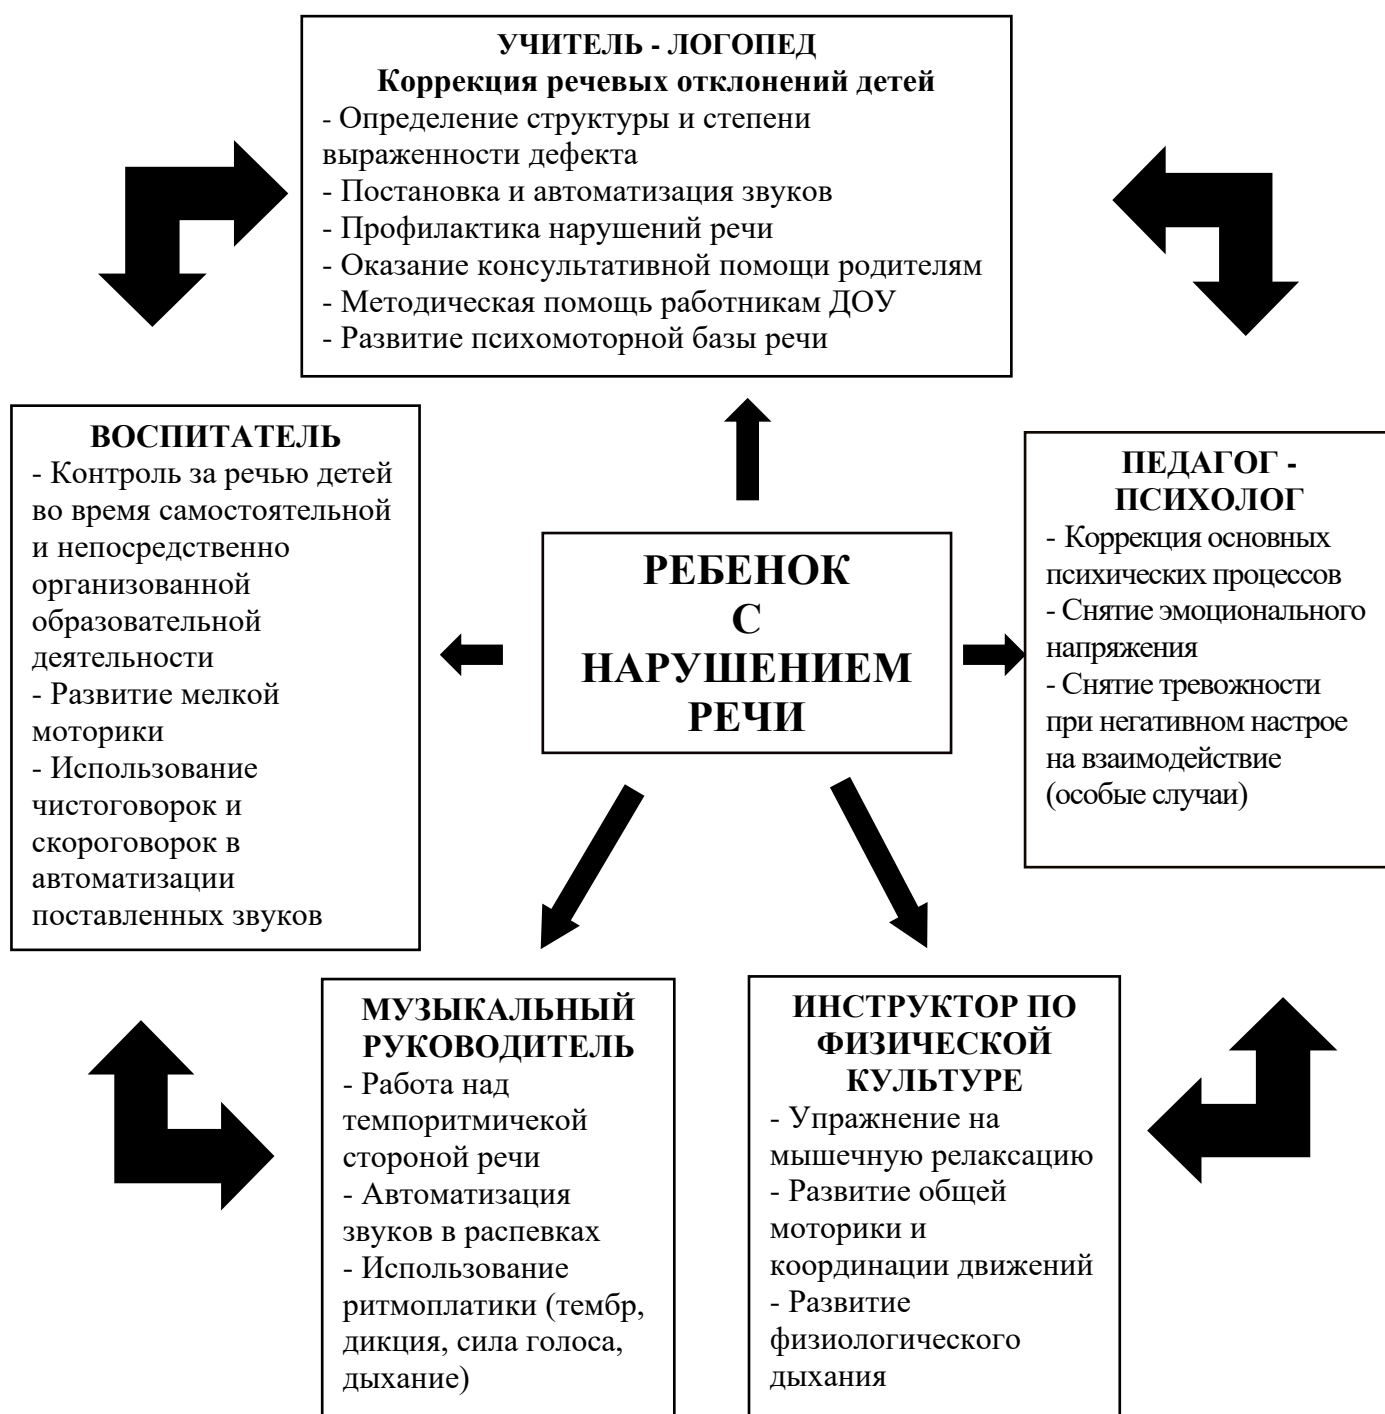 УЧИТЕЛЬ - ЛОГОПЕД
Коррекция речевых отклонений детей
- Определение структуры и степени
выраженности дефекта
- Постановка и автоматизация звуков
- Профилактика нарушений речи
- Оказание консультативной помощи родителям
- Методическая помощь работникам ДОУ
- Развитие психомоторной базы речи
ВОСПИТАТЕЛЬ
- Контроль за речью детей
во время самостоятельной
и непосредственно
организованной
образовательной
деятельности
- Развитие мелкой
моторики
- Использование
чистоговорок и
скороговорок в
автоматизации
поставленных звуков
РЕБЕНОК
С
НАРУШЕНИЕМ
РЕЧИ
ПЕДАГОГ -
ПСИХОЛОГ
- Коррекция основных
психических процессов
- Снятие эмоционального
напряжения
- Снятие тревожности
при негативном настрое
на взаимодействие
(особые случаи)
МУЗЫКАЛЬНЫЙ
РУКОВОДИТЕЛЬ
- Работа над
темпоритмичекой
стороной речи
- Автоматизация
звуков в распевках
- Использование
ритмоплатики (тембр,
дикция, сила голоса,
дыхание)
ИНСТРУКТОР ПО
ФИЗИЧЕСКОЙ
КУЛЬТУРЕ
- Упражнение на
мышечную релаксацию
- Развитие общей
моторики и
координации движений
- Развитие
физиологического
дыхания